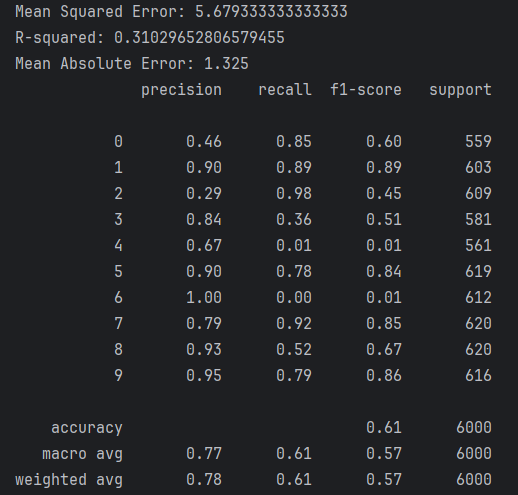 Mean Squared Error: 5.679333333333333
R-squared: 0.31029652806579455
Mean Absolute Error: 1.325
precision recall f1-score support
0 0.46 0.85 0.60 559
1 0.90 0.89 0.89 603
2 0.29 0.98 0.45 609
3 0.84 0.36 0.51 581
4 0.67 0.01 0.01 561
5 0.90 0.78 0.84 619
6 1.00 0.00 0.01 612
7 0.79 0.92 0.85 620
8 0.93 0.52 0.67 620
9 0.95 0.79 0.86 616
accuracy 0.61 6000
macro avg 0.77 0.61 0.57 6000
weighted avg 0.78 0.61 0.57 6000